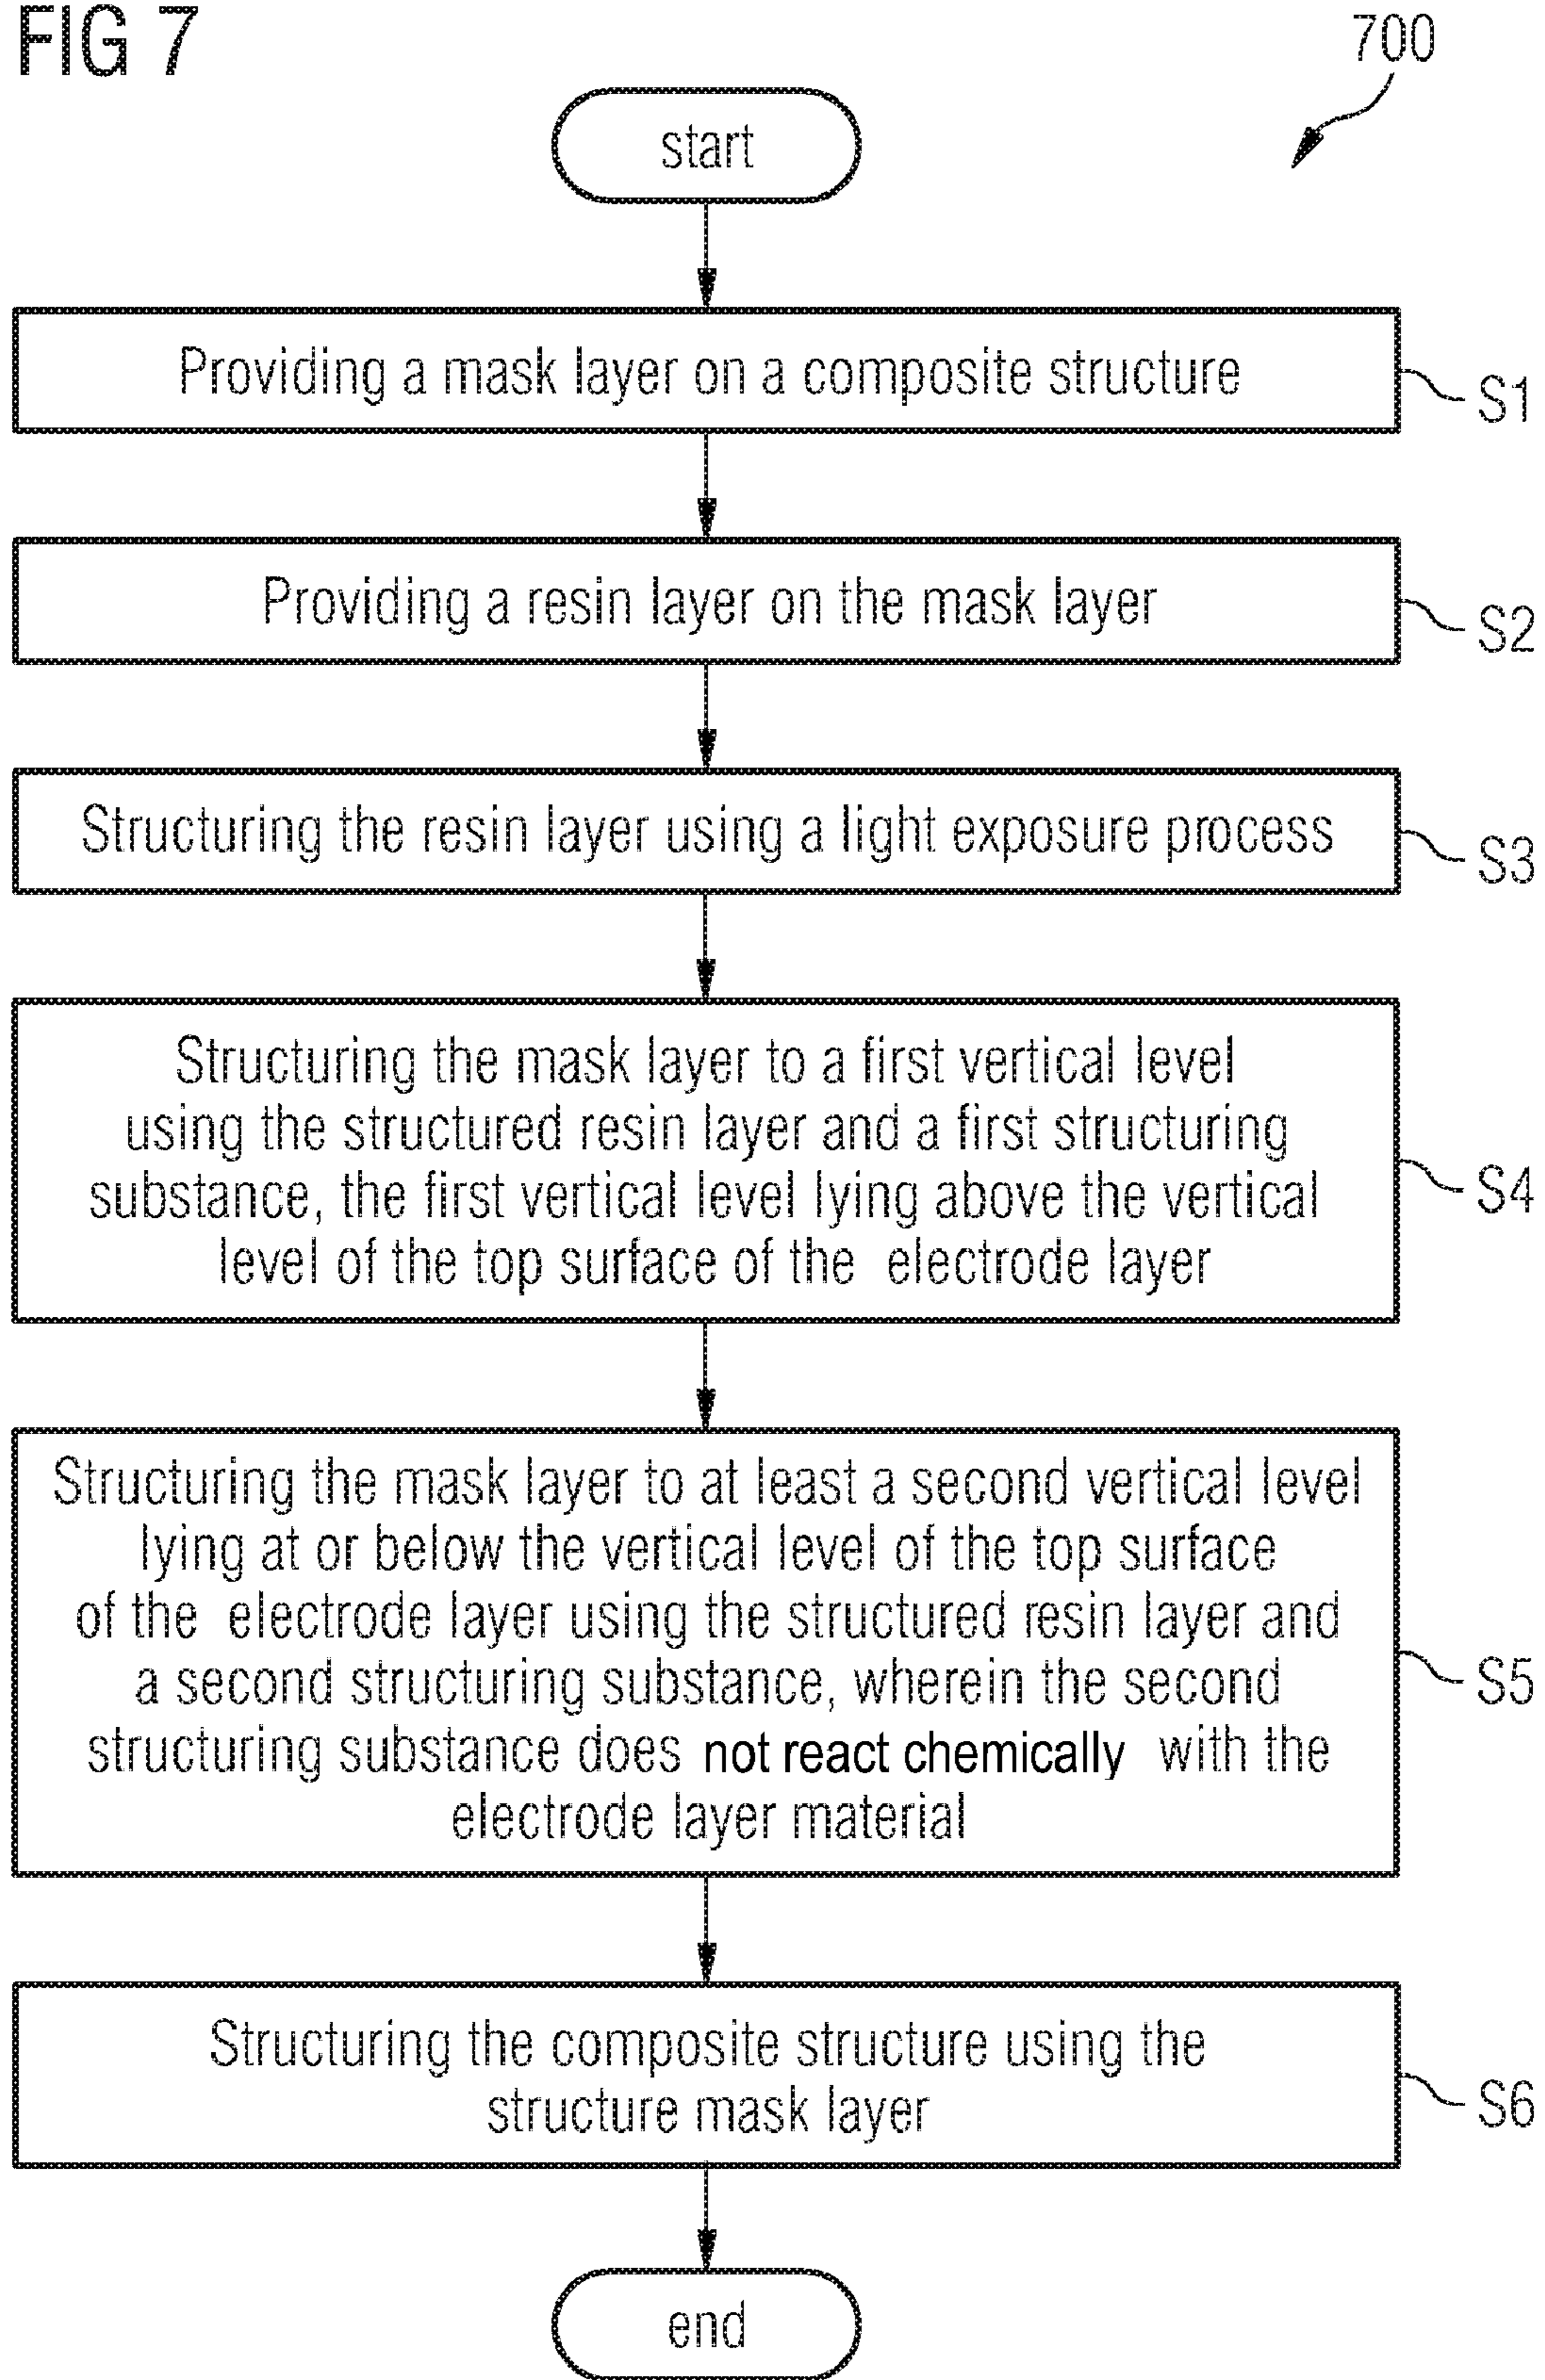 FIG 7
700
start
Providing a mask layer on a composite structure
S1
Providing a resin layer on the mask layer
S2
Structuring the resin layer using a light exposure process
S3
Structuring the mask layer to a first vertical level
using the structured resin layer and a first structuring
substance, the first vertical level lying above the vertical
level of the top surface of the electrode layer
S4
Structuring the mask layer to at least a second vertical level
lying at or below the vertical level of the top surface
of the electrode layer using the structured resin layer and
a second structuring substance, wherein the second
structuring substance does not react chemically with the
electrode layer material
S5
Structuring the composite structure using the
structure mask layer
S6
end